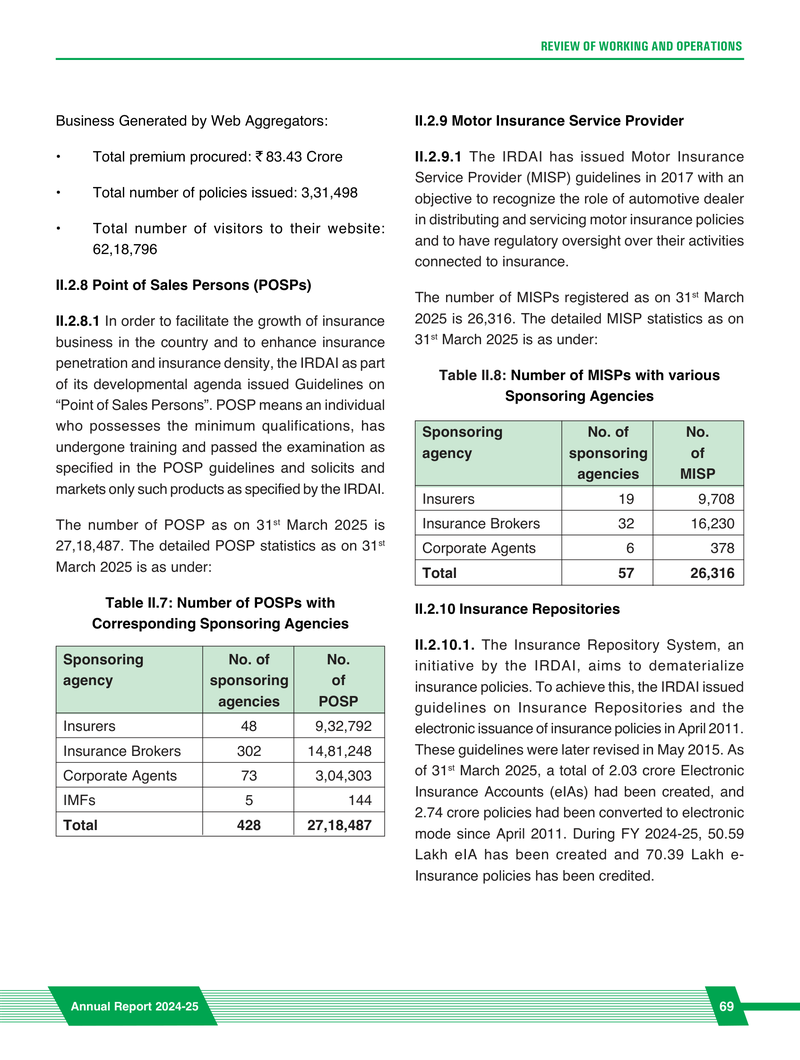 REVIEW OF WORKING AND OPERATIONS
Business Generated by Web Aggregators:
• Total premium procured: ₹ 83.43 Crore
• Total number of policies issued: 3,31,498
• Total number of visitors to their website:
62,18,796
II.2.8 Point of Sales Persons (POSPs)
II.2.8.1 In order to facilitate the growth of insurance
business in the country and to enhance insurance
penetration and insurance density, the IRDAI as part
of its developmental agenda issued Guidelines on
“Point of Sales Persons”. POSP means an individual
who possesses the minimum qualifications, has
undergone training and passed the examination as
specified in the POSP guidelines and solicits and
markets only such products as specified by the IRDAI.
The number of POSP as on 31st March 2025 is
27,18,487. The detailed POSP statistics as on 31st
March 2025 is as under:
Table II.7: Number of POSPs with
Corresponding Sponsoring Agencies
Sponsoring No. of No.
agency sponsoring of
agencies POSP
Insurers 48 9,32,792
Insurance Brokers 302 14,81,248
Corporate Agents 73 3,04,303
IMFs 5 144
Total 428 27,18,487
II.2.9 Motor Insurance Service Provider
II.2.9.1 The IRDAI has issued Motor Insurance
Service Provider (MISP) guidelines in 2017 with an
objective to recognize the role of automotive dealer
in distributing and servicing motor insurance policies
and to have regulatory oversight over their activities
connected to insurance.
The number of MISPs registered as on 31st March
2025 is 26,316. The detailed MISP statistics as on
31st March 2025 is as under:
Table II.8: Number of MISPs with various
Sponsoring Agencies
Sponsoring No. of No.
agency sponsoring of
agencies MISP
Insurers 19 9,708
Insurance Brokers 32 16,230
Corporate Agents 6 378
Total 57 26,316
II.2.10 Insurance Repositories
II.2.10.1. The Insurance Repository System, an
initiative by the IRDAI, aims to dematerialize
insurance policies. To achieve this, the IRDAI issued
guidelines on Insurance Repositories and the
electronic issuance of insurance policies in April 2011.
These guidelines were later revised in May 2015. As
of 31st March 2025, a total of 2.03 crore Electronic
Insurance Accounts (eIAs) had been created, and
2.74 crore policies had been converted to electronic
mode since April 2011. During FY 2024-25, 50.59
Lakh eIA has been created and 70.39 Lakh e-
Insurance policies has been credited.
Annual Report 2024-25
69